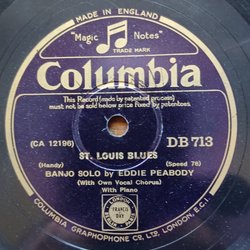 MADE IN ENGLAND
"Magic Notes"
TRADE MARK
Columbia
This Record (made by patented process)
must not be sold below price fixed by patentees.
(CA 12196)
DB 713
ST. LOUIS BLUES
(Handy)
(Speed 78)
BANJO SOLO by EDDIE PEABODY
(With Own Vocal Chorus)
With Piano
FRANCIS
DAY
COLUMBIA GRAPHOPHONE CO. LTD., LONDON, E.C.1